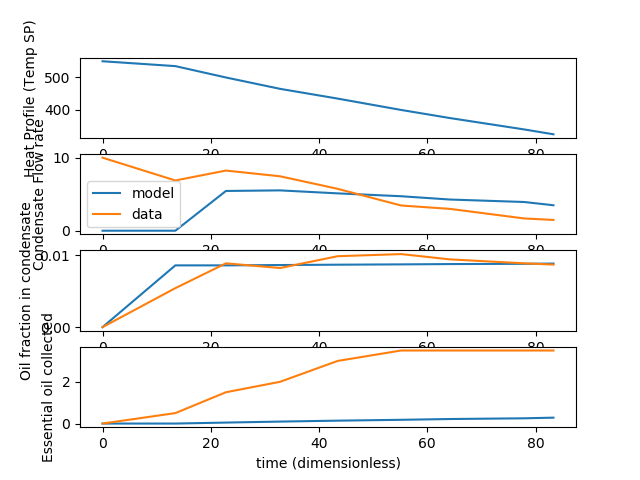 Heat Profile (Temp SP)
500
400
0 20 40 60 80
Condensate Flow rate
10
0
model
data
0 20 40 60 80
Oil fraction in condensate
0.01
0.00
0 20 40 60 80
Essential oil collected
2
0
0 20 40 60 80
time (dimensionless)